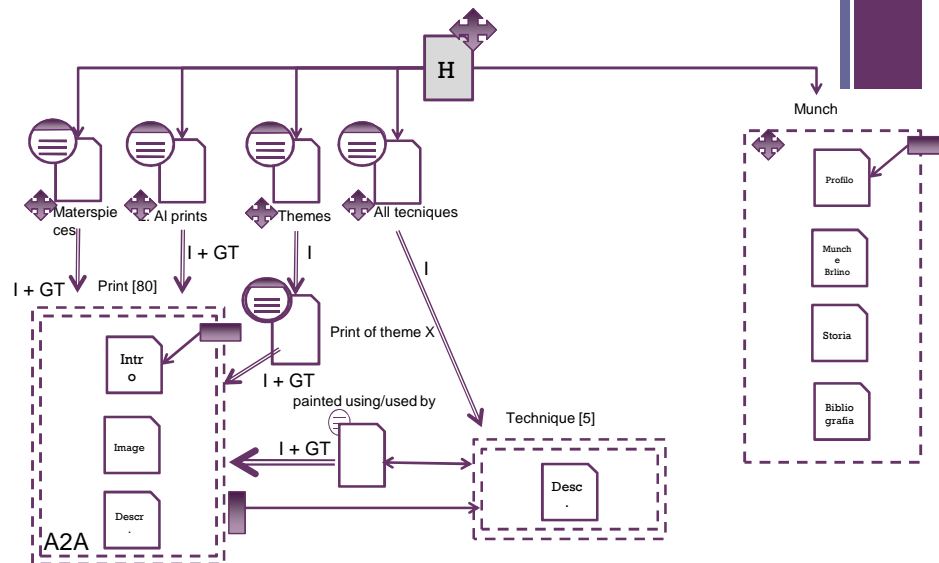 H
Munch
Profilo
Munch
e
Brlino
Storia
Biblio
grafia
Materspie
ces
2. Al prints
Themes
All tecniques
I + GT
I + GT
I
I
Print [80]
Print of theme X
I + GT
Intr
o
Image
Descr
.
A2A
painted using/used by
I + GT
Technique [5]
Desc
.